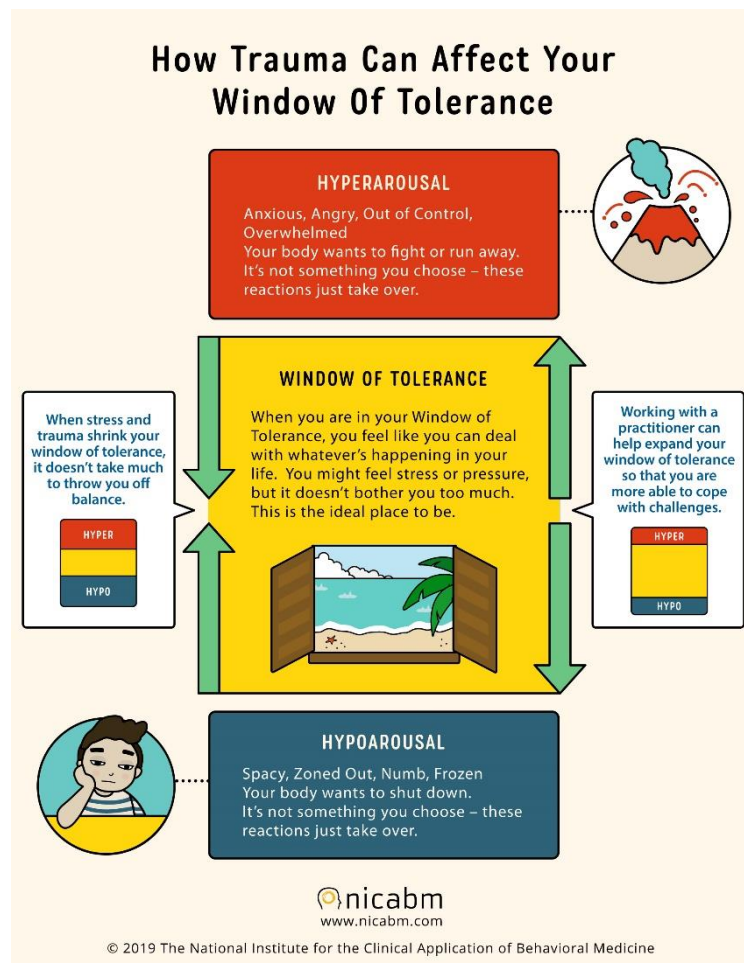 How Trauma Can Affect Your
Window Of Tolerance
HYPERAROUSAL
Anxious, Angry, Out of Control,
Overwhelmed
Your body wants to fight or run away.
It's not something you choose – these
reactions just take over.
WINDOW OF TOLERANCE
When you are in your Window of
Tolerance, you feel like you can deal
with whatever's happening in your
life. You might feel stress or pressure,
but it doesn't bother you too much.
This is the ideal place to be.
When stress and
trauma shrink your
window of tolerance,
it doesn't take much
to throw you off
balance.
HYPER
HYPO
Working with a
practitioner can
help expand your
window of tolerance
so that you are
more able to cope
with challenges.
HYPER
HYPO
HYPOAROUSAL
Spacy, Zoned Out, Numb, Frozen
Your body wants to shut down.
It's not something you choose – these
reactions just take over.
nicabm
www.nicabm.com
© 2019 The National Institute for the Clinical Application of Behavioral Medicine